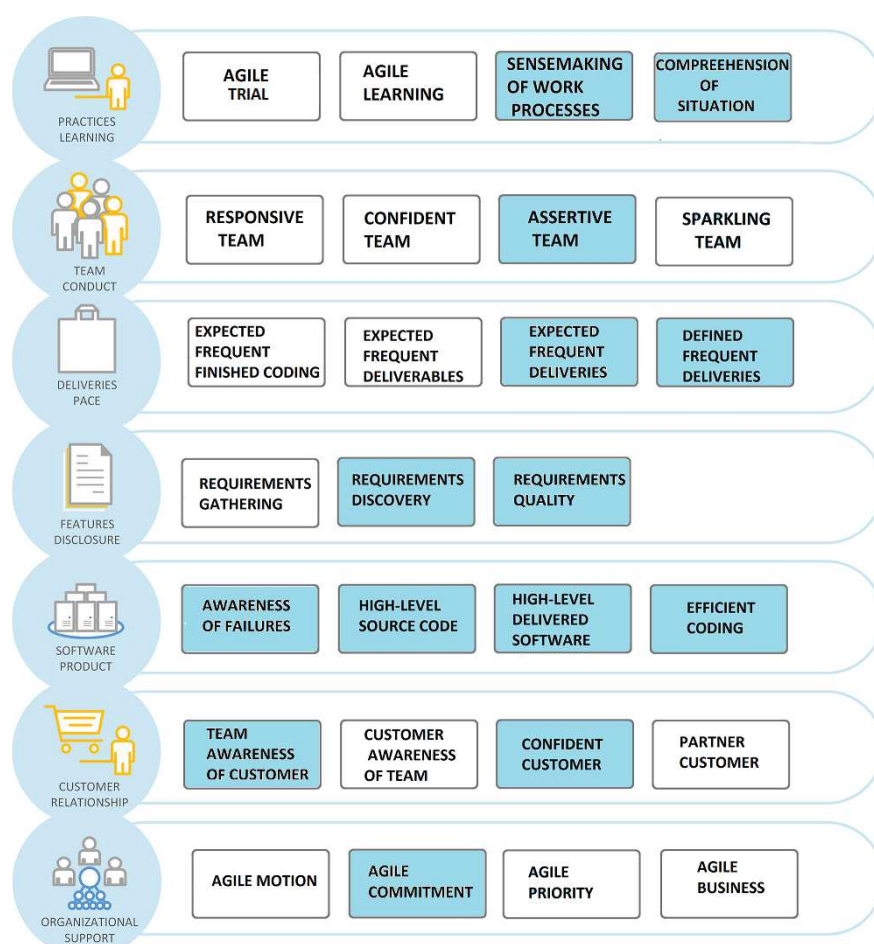 AGILE
TRIAL
AGILE
LEARNING
SENSEMAKING
OF WORK
PROCESSES
COMPREEHENSION
OF
SITUATION
PRACTICES
LEARNING
RESPONSIVE
TEAM
CONFIDENT
TEAM
ASSERTIVE
TEAM
SPARKLING
TEAM
TEAM
CONDUCT
EXPECTED
FREQUENT
FINISHED CODING
EXPECTED
FREQUENT
DELIVERABLES
EXPECTED
FREQUENT
DELIVERIES
DEFINED
FREQUENT
DELIVERIES
DELIVERIES
PACE
REQUIREMENTS
GATHERING
REQUIREMENTS
DISCOVERY
REQUIREMENTS
QUALITY
FEATURES
DISCLOSURE
AWARENESS
OF FAILURES
HIGH-LEVEL
SOURCE CODE
HIGH-LEVEL
DELIVERED
SOFTWARE
EFFICIENT
CODING
SOFTWARE
PRODUCT
TEAM
AWARENESS
OF CUSTOMER
CUSTOMER
AWARENESS
OF TEAM
CONFIDENT
CUSTOMER
PARTNER
CUSTOMER
CUSTOMER
RELATIONSHIP
AGILE MOTION
AGILE
COMMITMENT
AGILE
PRIORITY
AGILE
BUSINESS
ORGANIZATIONAL
SUPPORT